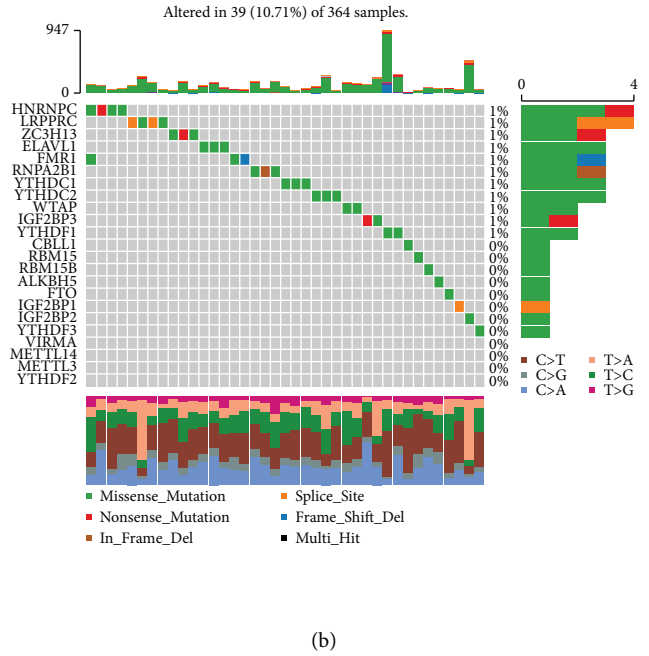 Altered in 39 (10.71%) of 364 samples.
947
0
0 4
HNRNPC 1%
LRPPRC 1%
ZC3H13 1%
ELAVL1 1%
FMR1 1%
RNPA2B1 1%
YTHDC1 1%
YTHDC2 1%
WTAP 1%
IGF2BP3 1%
YTHDF1 1%
CBLL1 0%
RBM15 0%
RBM15B 0%
ALKBH5 0%
FTO 0%
IGF2BP1 0%
IGF2BP2 0%
YTHDF3 0%
VIRMA 0%
METTL14 0%
METTL3 0%
YTHDF2 0%
C>T T>A
C>G T>C
C>A T>G
Missense_Mutation Splice_Site
Nonsense_Mutation Frame_Shift_Del
In_Frame_Del Multi_Hit
(b)